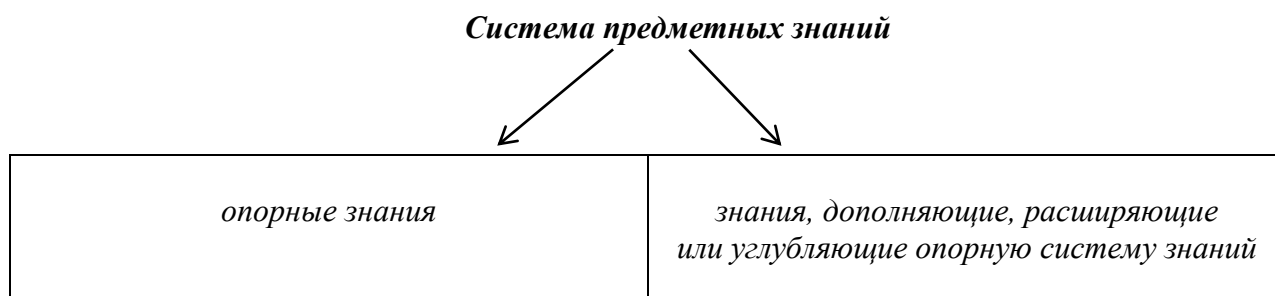 Система предметных знаний
опорные знания
знания, дополняющие, расширяющие
или углубляющие опорную систему знаний